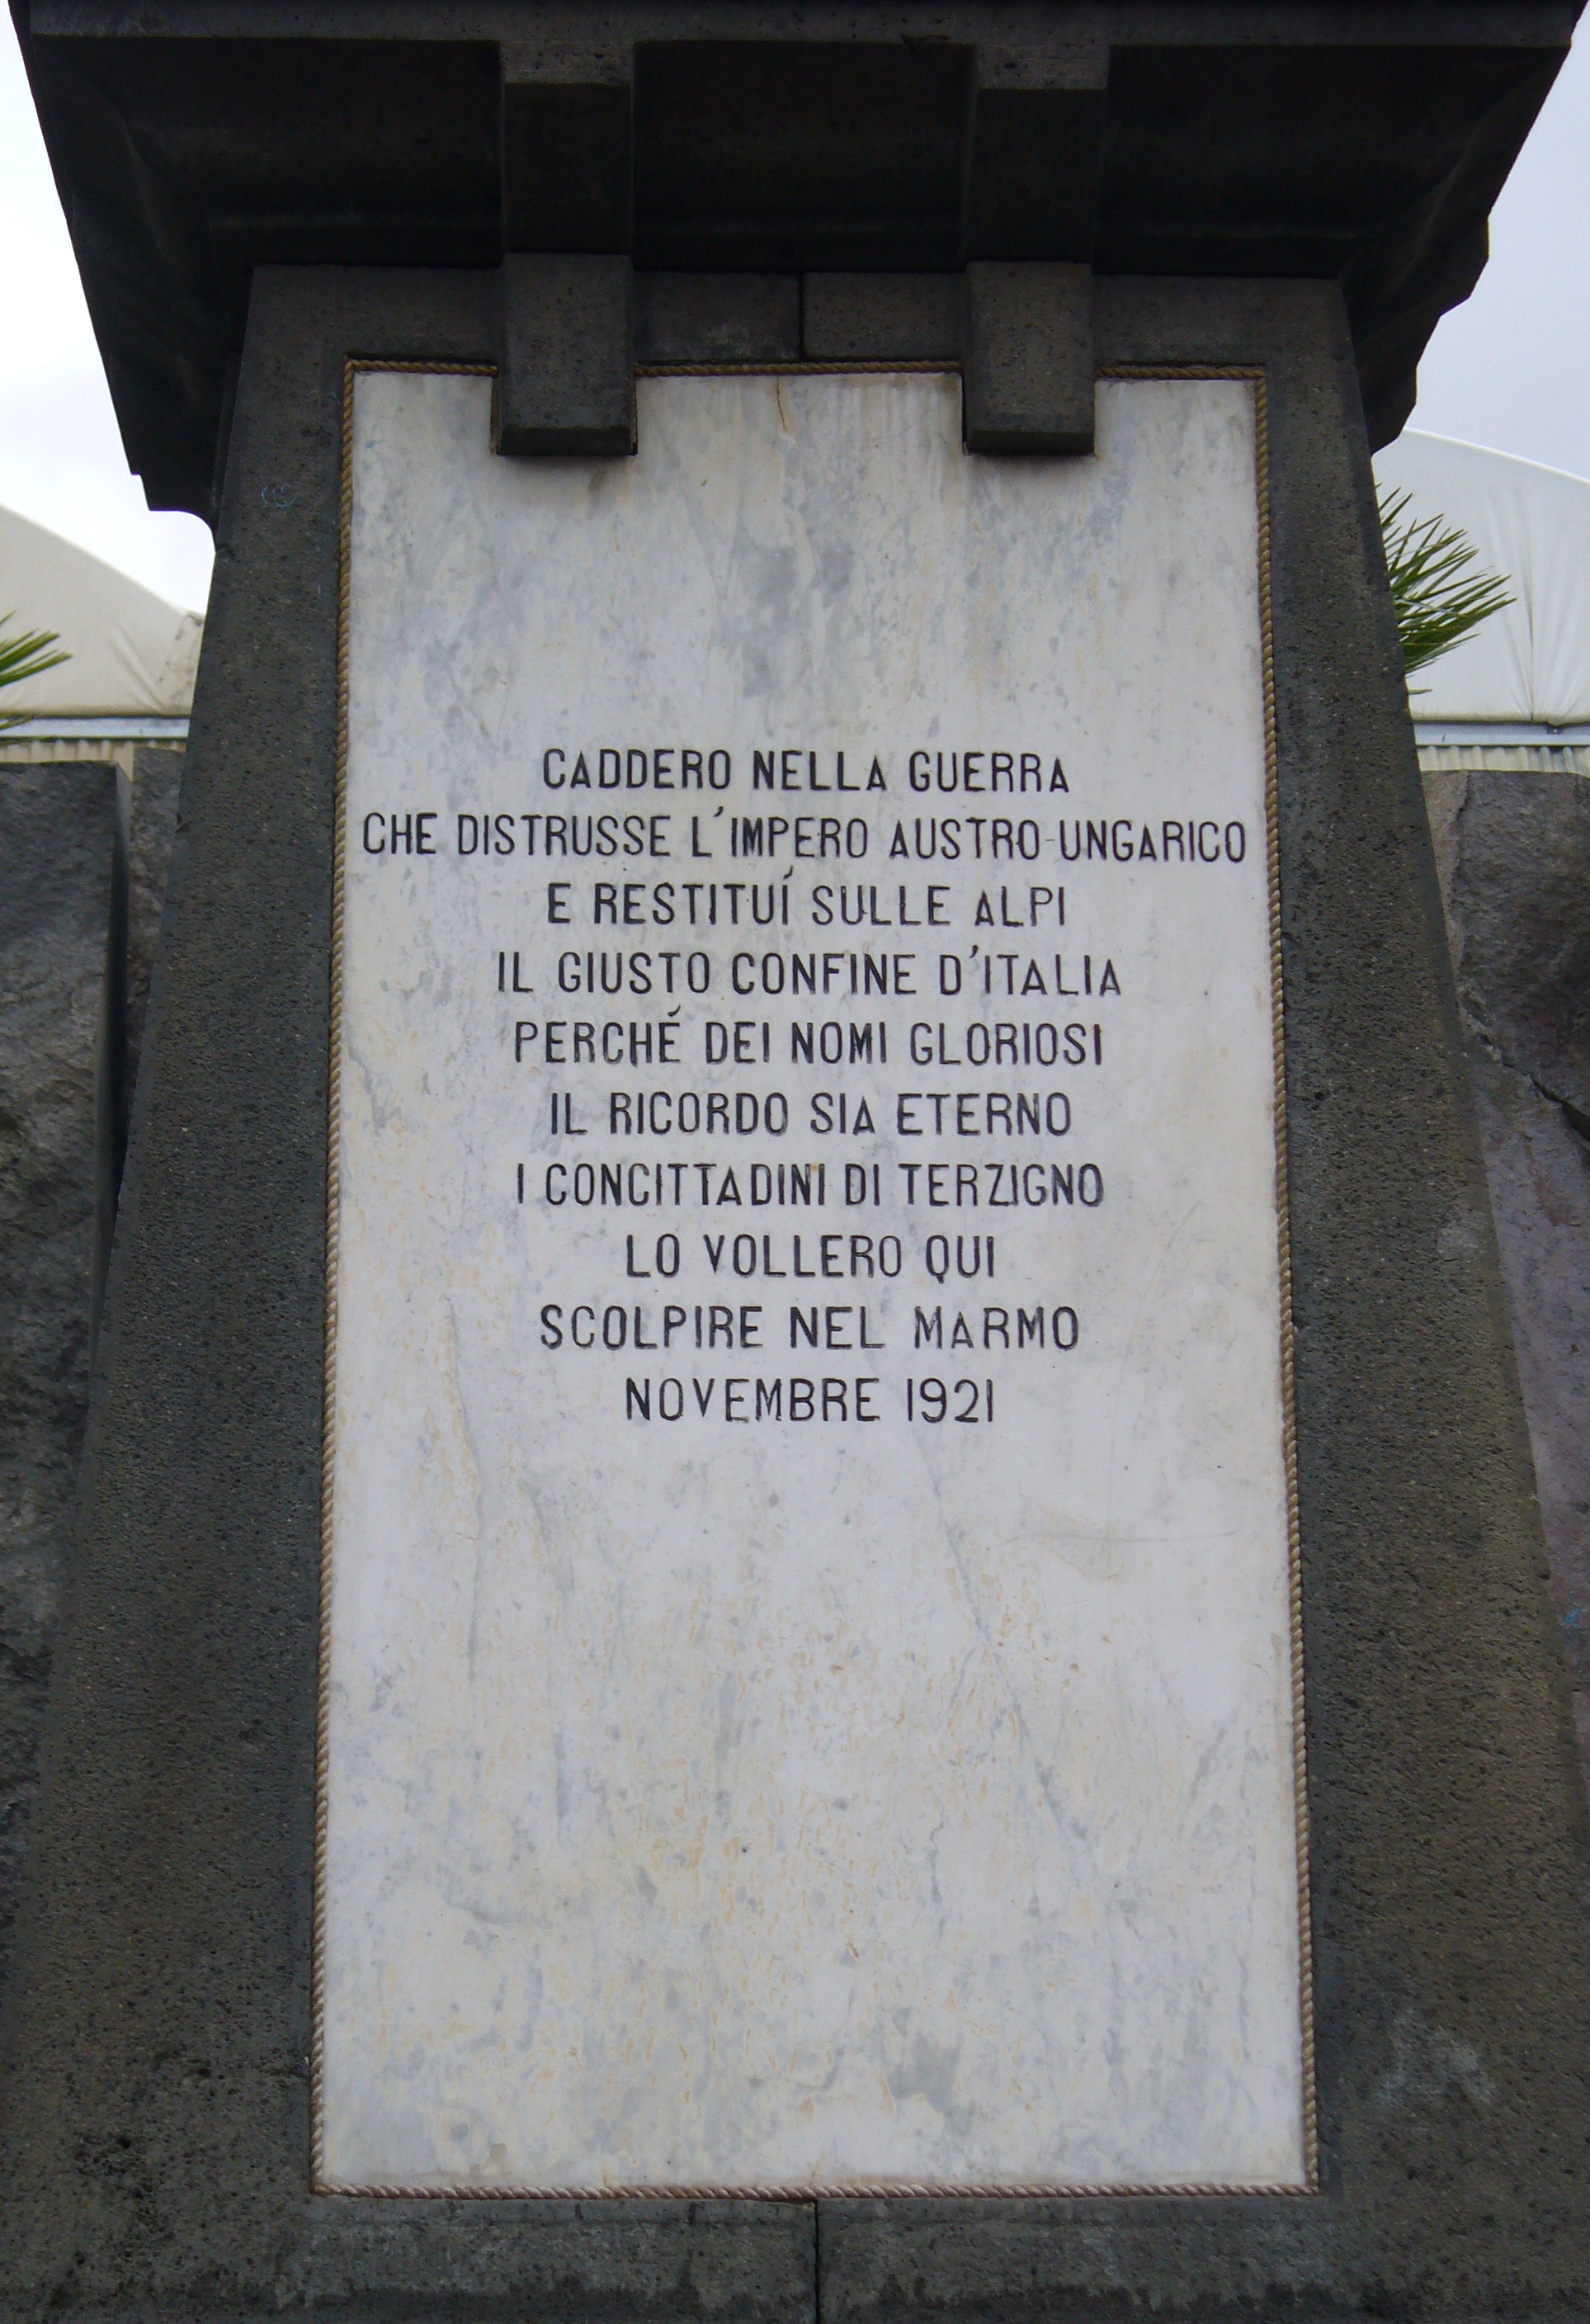 CADDERO NELLA GUERRA
CHE DISTRUSSE L'IMPERO AUSTRO-UNGARICO
E RESTITUÍ SULLE ALPI
IL GIUSTO CONFINE D'ITALIA
PERCHÉ DEI NOMI GLORIOSI
IL RICORDO SIA ETERNO
I CONCITTADINI DI TERZIGNO
LO VOLLERO QUI
SCOLPIRE NEL MARMO
NOVEMBRE 1921